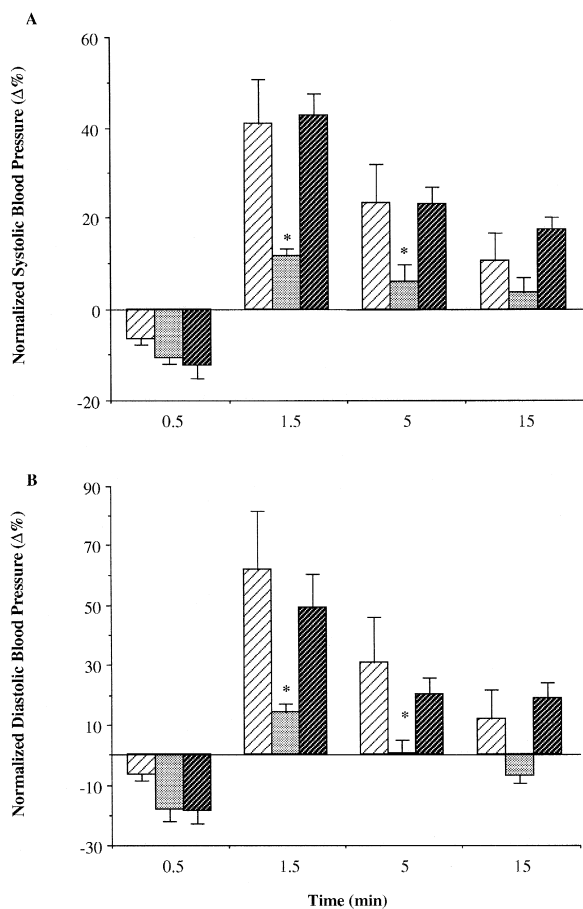 A
Normalized Systolic Blood Pressure (Δ%)
60
40
20
0
-20
*
*
0.5 1.5 5 15
B
Normalized Diastolic Blood Pressure (Δ%)
90
70
50
30
10
-10
-30
*
*
0.5 1.5 5 15
Time (min)